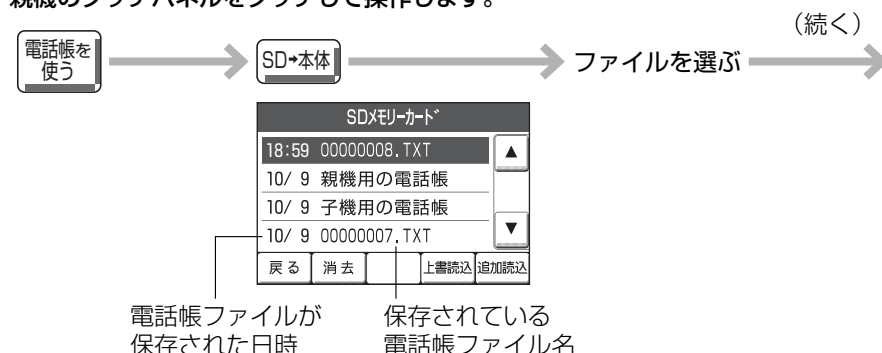 親機のタッチパネルをタッチして操作します。
（続く）
電話帳を
使う
SD→本体
ファイルを選ぶ
SDメモリーカード
18:59 00000008.TXT
▲
10/ 9 親機用の電話帳
10/ 9 子機用の電話帳
10/ 9 00000007.TXT
▼
戻る 消去 上書読込 追加読込
電話帳ファイルが
保存された日時
保存されている
電話帳ファイル名